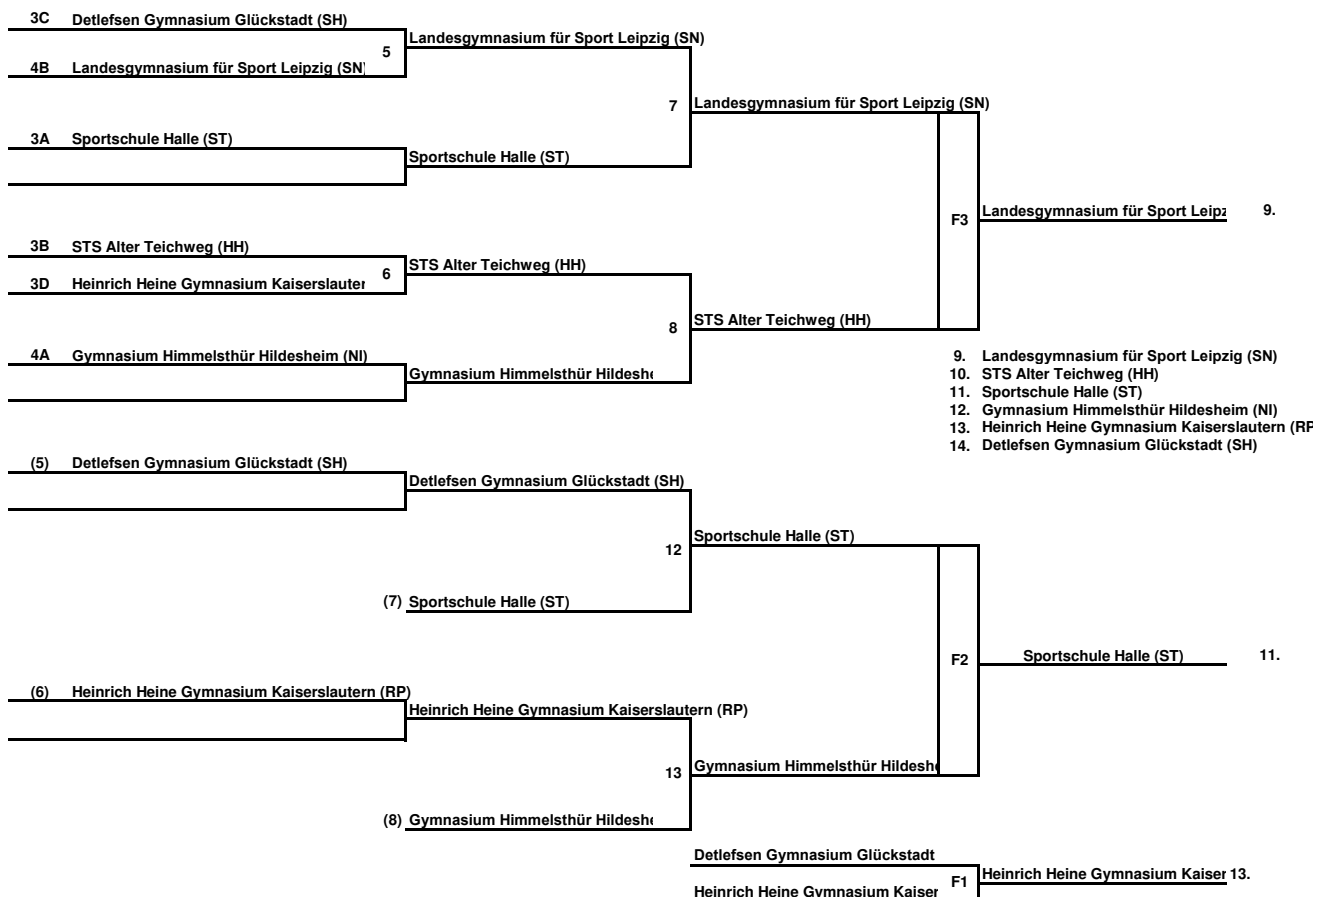 3C Detlefsen Gymnasium Glückstadt (SH)
Landesgymnasium für Sport Leipzig (SN)
5
4B Landesgymnasium für Sport Leipzig (SN)
7 Landesgymnasium für Sport Leipzig (SN)
3A Sportschule Halle (ST)
Sportschule Halle (ST)
F3 Landesgymnasium für Sport Leipz 9.
3B STS Alter Teichweg (HH)
6 STS Alter Teichweg (HH)
3D Heinrich Heine Gymnasium Kaiserslauter
8 STS Alter Teichweg (HH)
4A Gymnasium Himmelsthür Hildesheim (NI)
Gymnasium Himmelsthür Hildeshe
9. Landesgymnasium für Sport Leipzig (SN)
10. STS Alter Teichweg (HH)
11. Sportschule Halle (ST)
12. Gymnasium Himmelsthür Hildesheim (NI)
13. Heinrich Heine Gymnasium Kaiserslautern (RP
14. Detlefsen Gymnasium Glückstadt (SH)
(5) Detlefsen Gymnasium Glückstadt (SH)
Detlefsen Gymnasium Glückstadt (SH)
12 Sportschule Halle (ST)
(7) Sportschule Halle (ST)
F2 Sportschule Halle (ST) 11.
(6) Heinrich Heine Gymnasium Kaiserslautern (RP)
Heinrich Heine Gymnasium Kaiserslautern (RP)
13 Gymnasium Himmelsthür Hildeshe
(8) Gymnasium Himmelsthür Hildeshe
Detlefsen Gymnasium Glückstadt
F1 Heinrich Heine Gymnasium Kaiser 13.
Heinrich Heine Gymnasium Kaiser